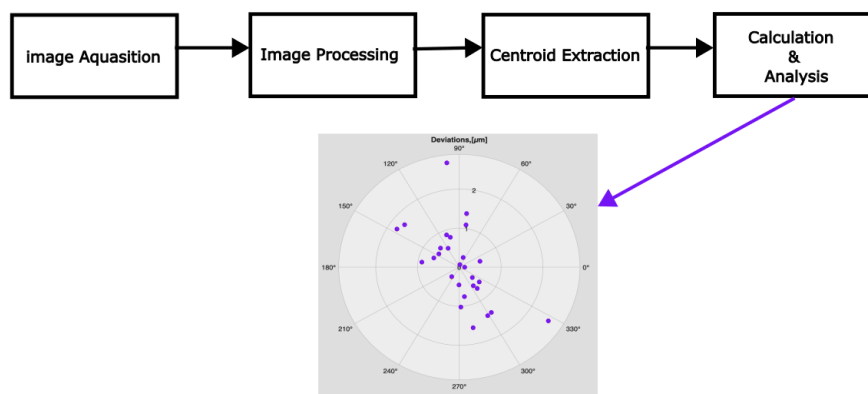 image Aquasition
Image Processing
Centroid Extraction
Calculation
&
Analysis
Deviations,[μm]
90°
120°
60°
150°
30°
2
1
180°
0
0°
210°
330°
240°
300°
270°